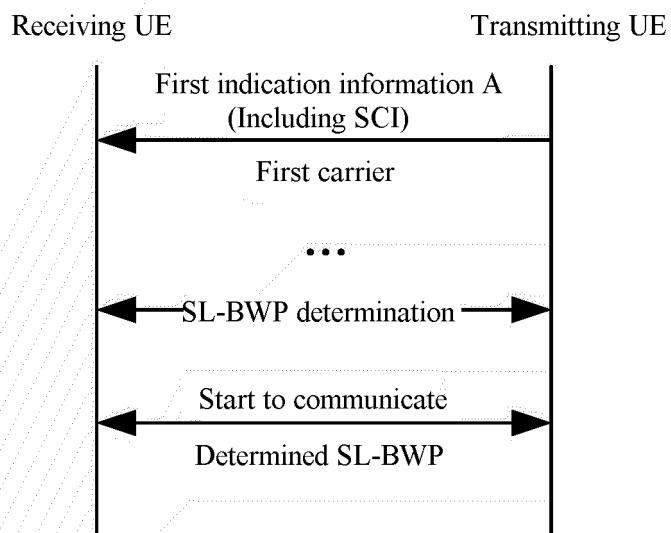 Receiving UE
Transmitting UE
First indication information A
(Including SCI)
First carrier
...
SL-BWP determination
Start to communicate
Determined SL-BWP